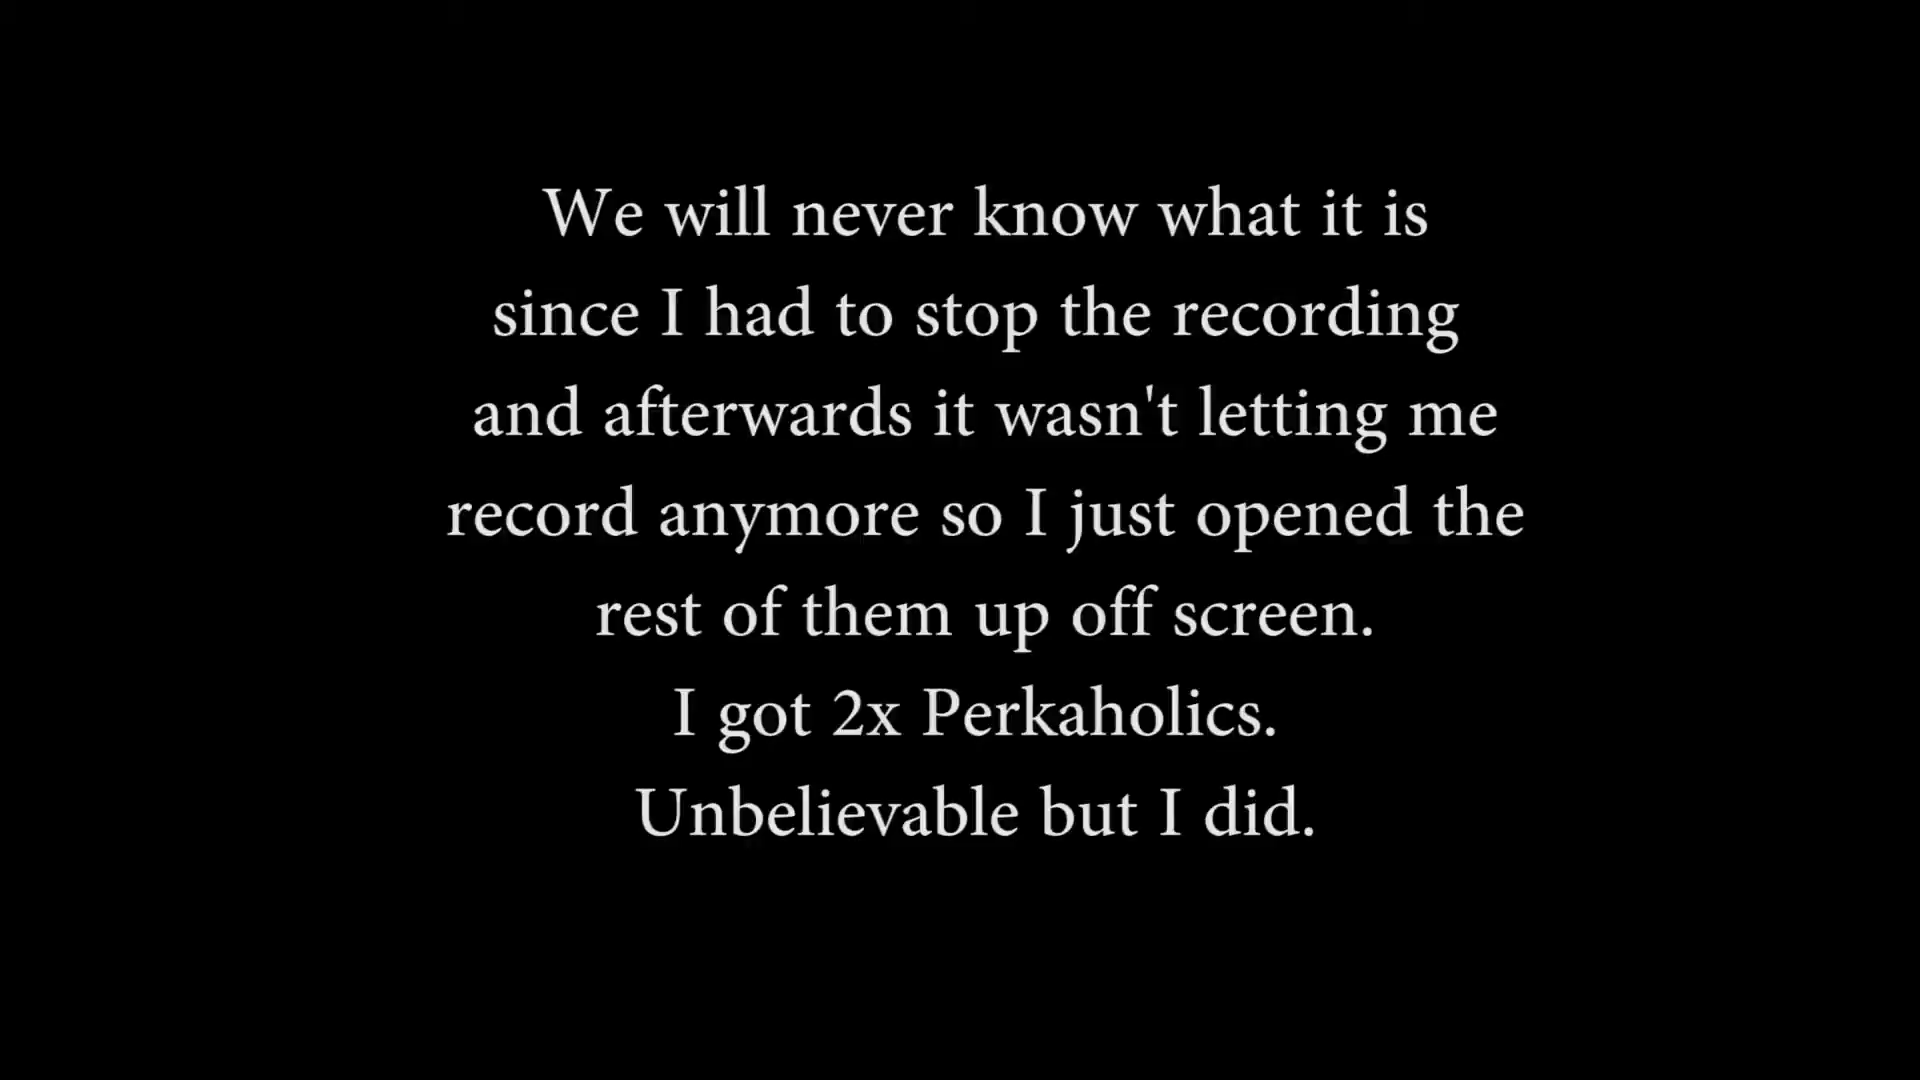 We will never know what it is
since I had to stop the recording
and afterwards it wasn't letting me
record anymore so I just opened the
rest of them up off screen.
I got 2x Perkaholics.
Unbelievable but I did.